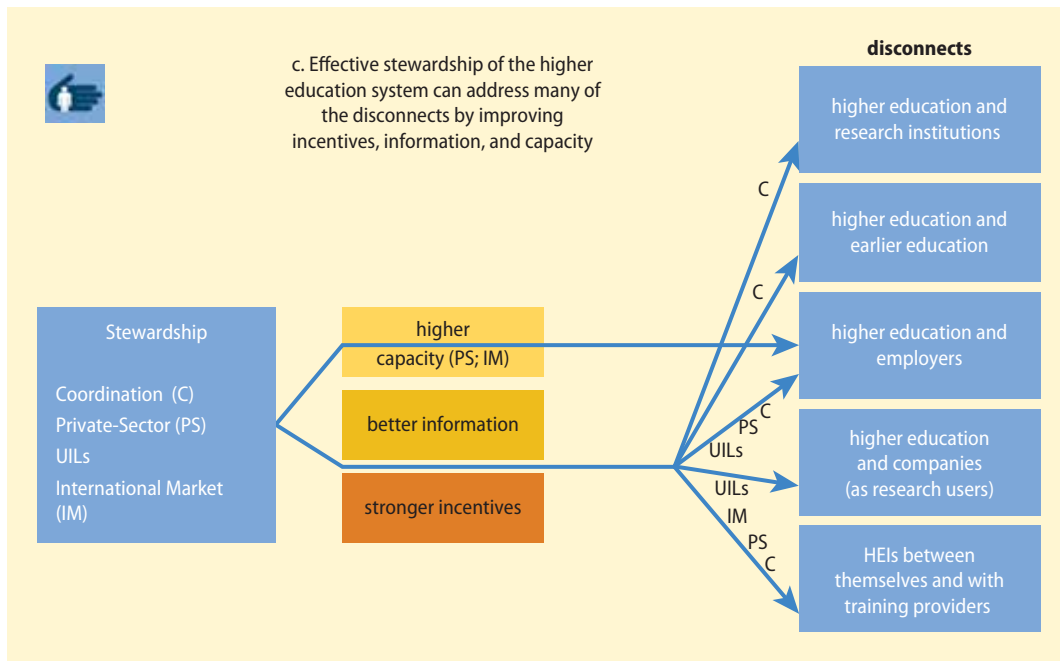 c. Effective stewardship of the higher
education system can address many of
the disconnects by improving
incentives, information, and capacity
disconnects
higher education and
research institutions
higher education and
earlier education
higher education and
employers
higher education
and companies
(as research users)
HEIs between
themselves and with
training providers
Stewardship
Coordination (C)
Private-Sector (PS)
UILs
International Market
(IM)
higher
capacity (PS; IM)
better information
stronger incentives
C
C
C
PS
UILs
UILs
IM
PS
C